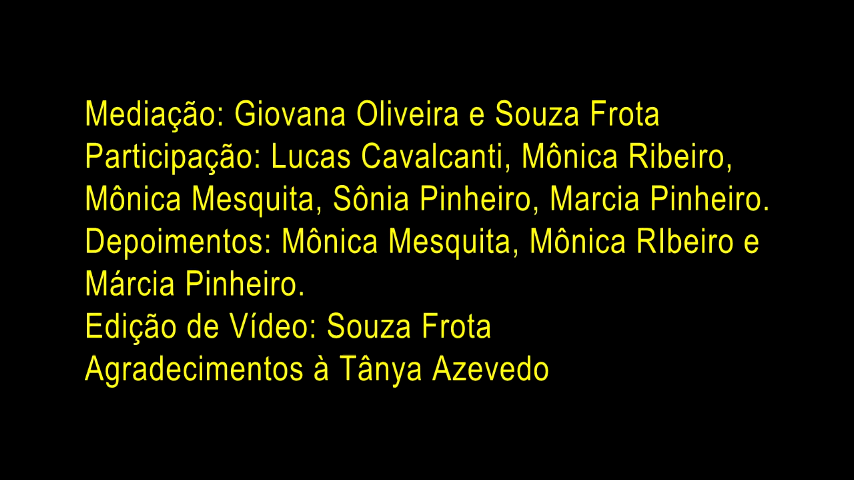 Mediação: Giovana Oliveira e Souza Frota
Participação: Lucas Cavalcanti, Mônica Ribeiro,
Mônica Mesquita, Sônia Pinheiro, Marcia Pinheiro.
Depoimentos: Mônica Mesquita, Mônica RIbeiro e
Márcia Pinheiro.
Edição de Vídeo: Souza Frota
Agradecimentos à Tânya Azevedo